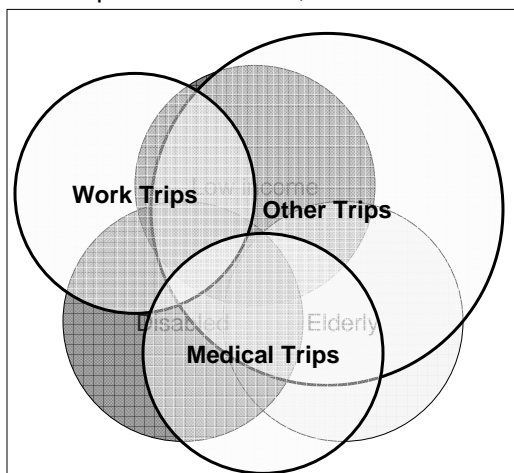 Low Income
Work Trips
Other Trips
Disabled
Elderly
Medical Trips